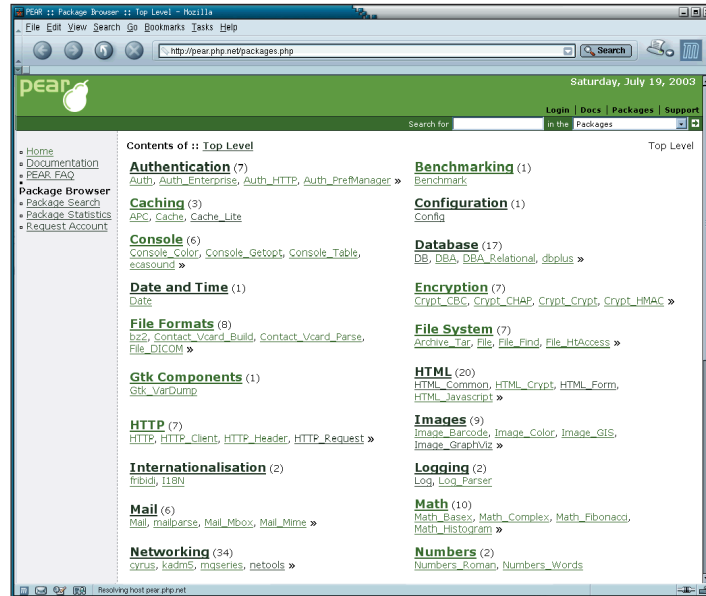 PEAR :: Package Browser :: Top Level - Mozilla
File Edit View Search Go Bookmarks Tasks Help
http://pear.php.net/packages.php
Search
pear
Saturday, July 19, 2003
Login | Docs | Packages | Support
Search for in the Packages
Home
Documentation
PEAR FAQ
Package Browser
Package Search
Package Statistics
Request Account
Contents of :: Top Level
Top Level
Authentication (7)
Auth, Auth_Enterprise, Auth_HTTP, Auth_PrefManager »
Benchmarking (1)
Benchmark
Caching (3)
APC, Cache, Cache_Lite
Configuration (1)
Config
Console (6)
Console_Color, Console_Getopt, Console_Table,
ecasound »
Database (17)
DB, DBA, DBA_Relational, dbplus »
Date and Time (1)
Date
Encryption (7)
Crypt_CBC, Crypt_CHAP, Crypt_Crypt, Crypt_HMAC »
File Formats (8)
bz2, Contact_Vcard_Build, Contact_Vcard_Parse,
File_DICOM »
File System (7)
Archive_Tar, File, File_Find, File_HtAccess »
Gtk Components (1)
Gtk_VarDump
HTML (20)
HTML_Common, HTML_Crypt, HTML_Form,
HTML_Javascript »
HTTP (7)
HTTP, HTTP_Client, HTTP_Header, HTTP_Request »
Images (9)
Image_Barcode, Image_Color, Image_GIS,
Image_GraphViz »
Internationalisation (2)
fribidi, I18N
Logging (2)
Log, Log_Parser
Mail (6)
Mail, mailparse, Mail_Mbox, Mail_Mime »
Math (10)
Math_Basex, Math_Complex, Math_Fibonacci,
Math_Histogram »
Networking (34)
cyrus, kadm5, mqseries, netools »
Numbers (2)
Numbers_Roman, Numbers_Words
Resolving host pear.php.net